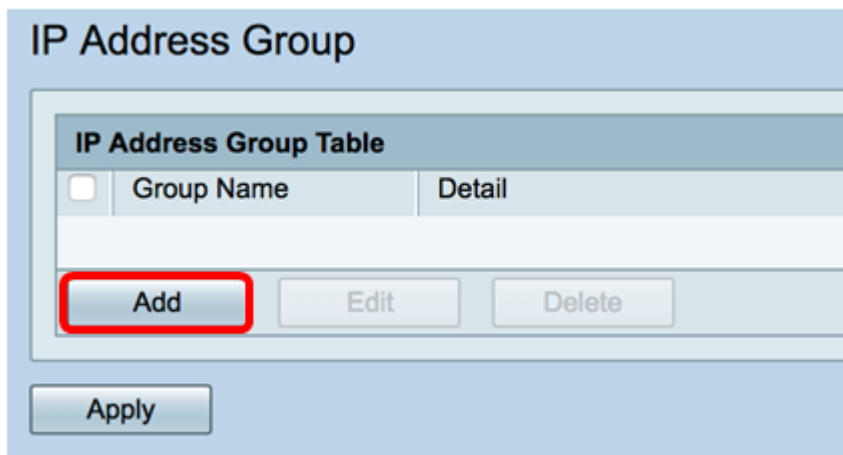 IP Address Group
IP Address Group Table
Group Name Detail
Add Edit Delete
Apply